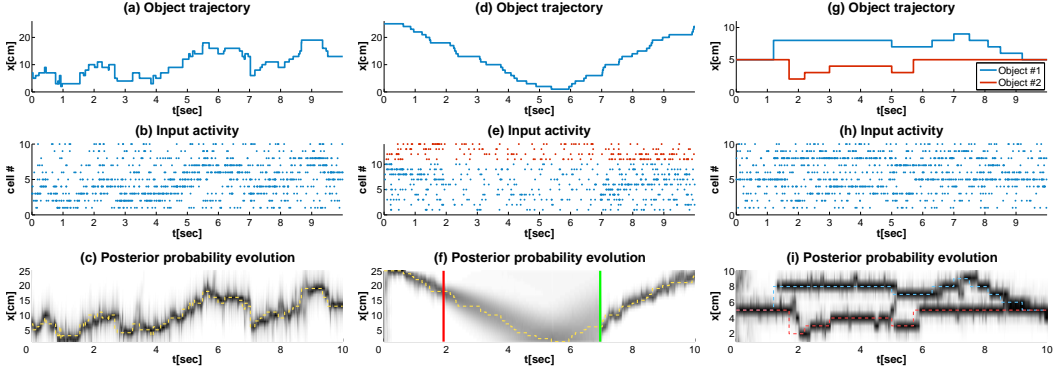 (a) Object trajectory
x[cm]
20
10
0
0 1 2 3 4 5 6 7 8 9
t[sec]
(b) Input activity
cell #
10
5
0
0 1 2 3 4 5 6 7 8 9
t[sec]
(c) Posterior probability evolution
x[cm]
25
20
15
10
5
0 2 4 6 8 10
t[sec]
(d) Object trajectory
x[cm]
20
10
0
0 1 2 3 4 5 6 7 8 9
t[sec]
(e) Input activity
cell #
10
5
0
0 1 2 3 4 5 6 7 8 9
t[sec]
(f) Posterior probability evolution
x[cm]
25
20
15
10
5
0 2 4 6 8 10
t[sec]
(g) Object trajectory
x[cm]
10
5
0
0 1 2 3 4 5 6 7 8 9
t[sec]
Object #1
Object #2
(h) Input activity
cell #
10
5
0
0 1 2 3 4 5 6 7 8 9
t[sec]
(i) Posterior probability evolution
x[cm]
10
8
6
4
2
0 2 4 6 8 10
t[sec]